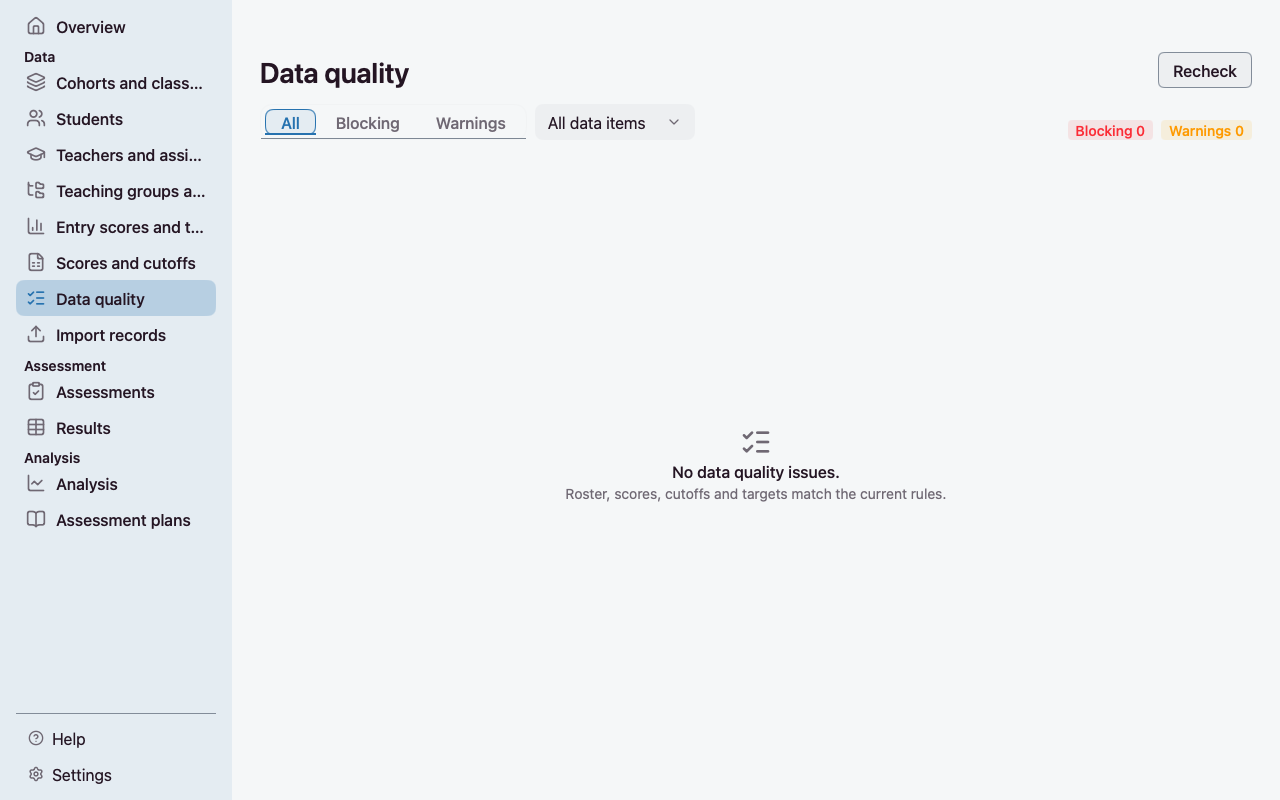 Overview
Data
Cohorts and class...
Students
Teachers and assi...
Teaching groups a...
Entry scores and t...
Scores and cutoffs
Data quality
Import records
Assessment
Assessments
Results
Analysis
Analysis
Assessment plans
Help
Settings
Data quality
Recheck
All
Blocking
Warnings
All data items
Blocking 0
Warnings 0
No data quality issues.
Roster, scores, cutoffs and targets match the current rules.